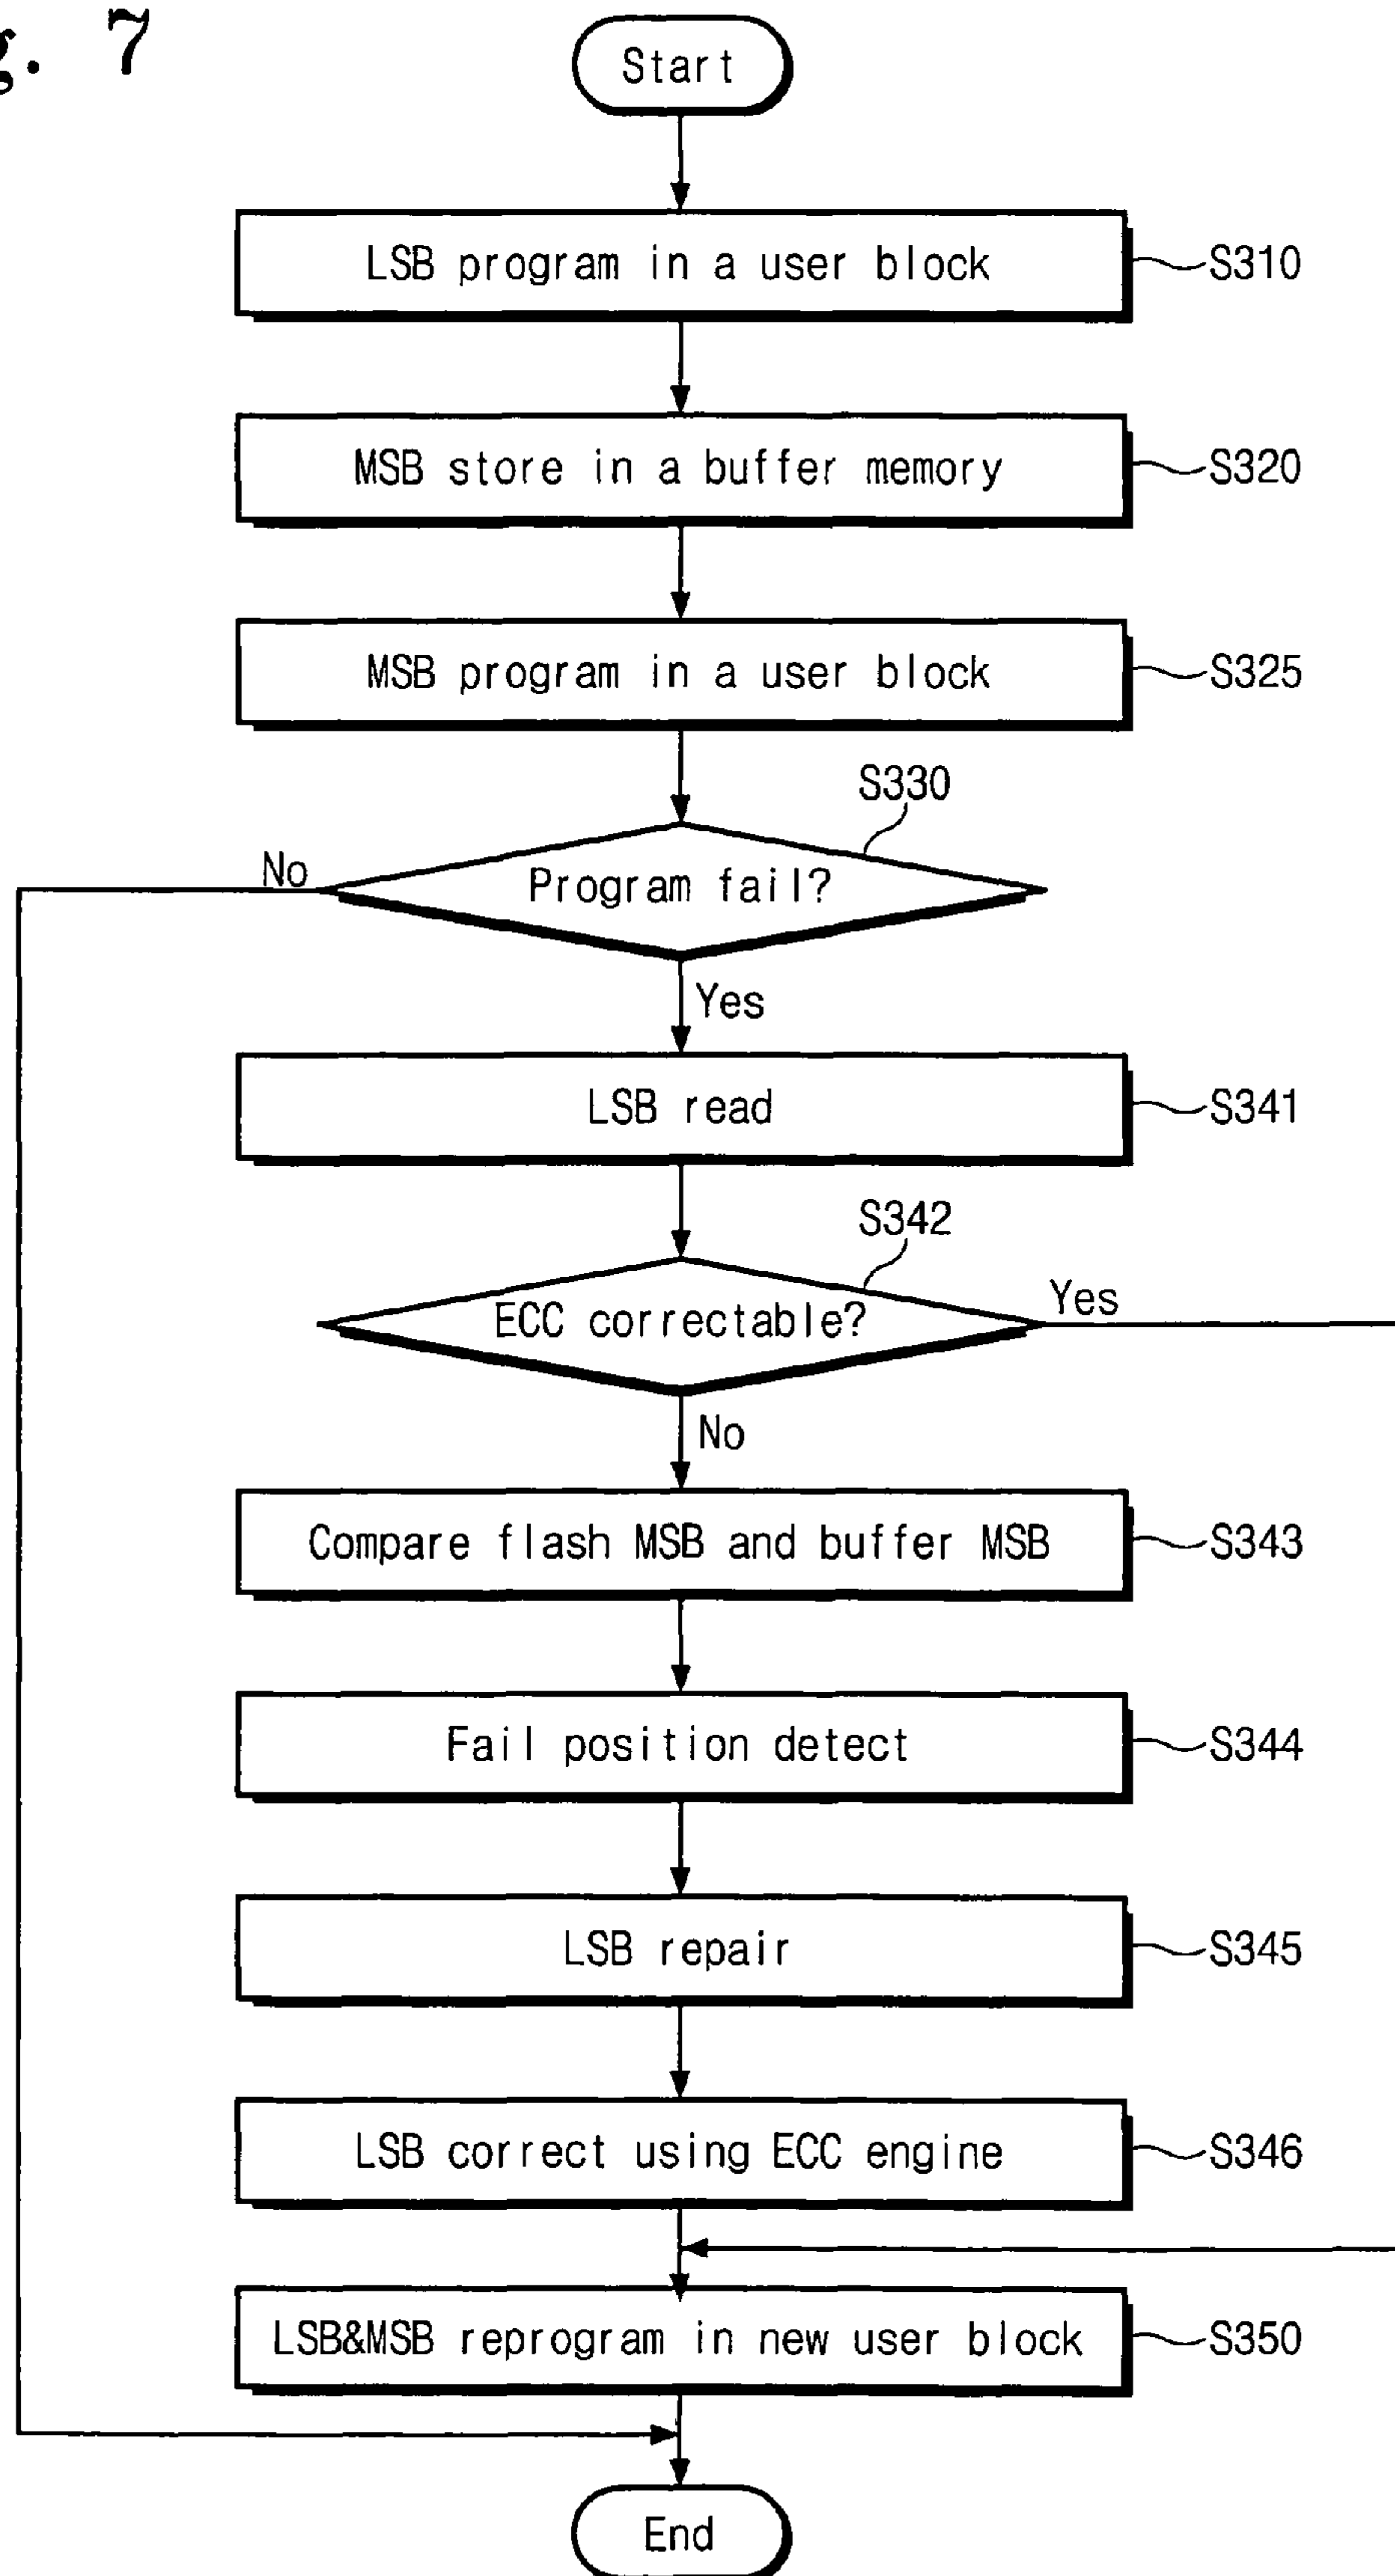 g. 7
Start
LSB program in a user block
S310
MSB store in a buffer memory
S320
MSB program in a user block
S325
S330
No
Program fail?
Yes
LSB read
S341
S342
ECC correctable?
Yes
No
Compare flash MSB and buffer MSB
S343
Fail position detect
S344
LSB repair
S345
LSB correct using ECC engine
S346
LSB&MSB reprogram in new user block
S350
End